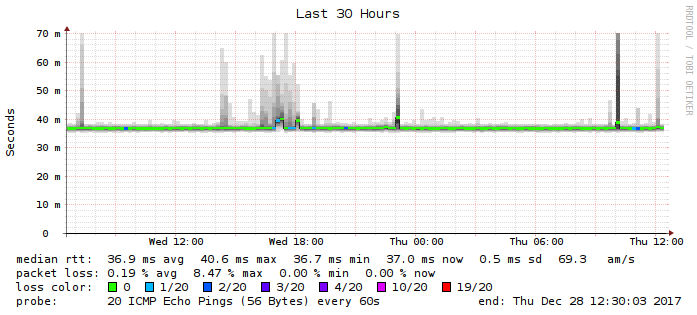 Last 30 Hours
RRDTOOL / TOBI OETIKER
Seconds
70 m
60 m
50 m
40 m
30 m
20 m
10 m
0
Wed 12:00 Wed 18:00 Thu 00:00 Thu 06:00 Thu 12:00
median rtt: 36.9 ms avg 40.6 ms max 36.7 ms min 37.0 ms now 0.5 ms sd 69.3 am/s
packet loss: 0.19 % avg 8.47 % max 0.00 % min 0.00 % now
loss color: 0 1/20 2/20 3/20 4/20 10/20 19/20
probe: 20 ICMP Echo Pings (56 Bytes) every 60s end: Thu Dec 28 12:30:03 2017